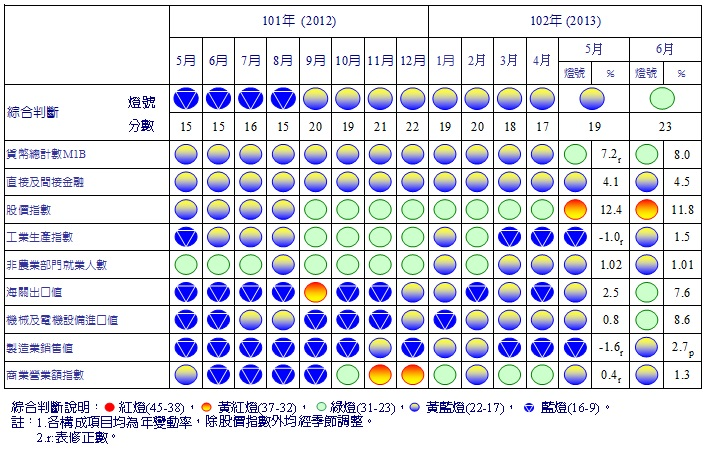 101年 (2012) 102年 (2013)
5月 6月 7月 8月 9月 10月 11月 12月 1月 2月 3月 4月 5月 6月
燈號 % 燈號 %
綜合判斷 燈號
分數 15 15 16 15 20 19 21 22 19 20 18 17 19 23
貨幣總計數M1B 7.2r 8.0
直接及間接金融 4.1 4.5
股價指數 12.4 11.8
工業生產指數 -1.0r 1.5
非農業部門就業人數 1.02 1.01
海關出口值 2.5 7.6
機械及電機設備進口值 0.8 8.6
製造業銷售值 -1.6r 2.7p
商業營業額指數 0.4r 1.3
綜合判斷說明：紅燈(45-38)，黃紅燈(37-32)，綠燈(31-23)，黃藍燈(22-17)，藍燈(16-9)。
註：1.各構成項目均為年變動率，除股價指數外均經季節調整。
2.r:表修正數。